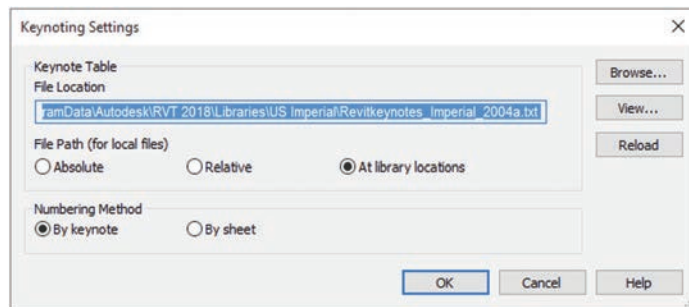 Keynoting Settings
Keynote Table
File Location
ramData\Autodesk\RVT 2018\Libraries\US Imperial\Revitkeynotes_Imperial_2004a.txt
File Path (for local files)
Absolute Relative At library locations
Numbering Method
By keynote By sheet
Browse...
View...
Reload
OK Cancel Help